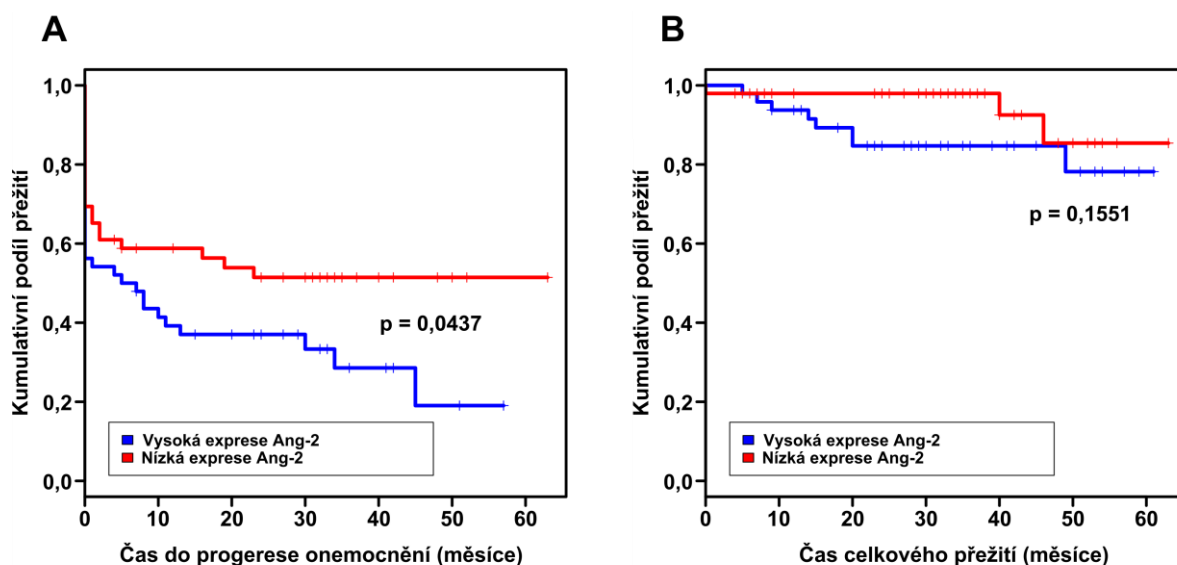 A
Kumulativní podíl přežití
1,0
0,8
0,6
0,4
0,2
0,0
p = 0,0437
Vysoká exprese Ang-2
Nízká exprese Ang-2
0 10 20 30 40 50 60
Čas do progerese onemocnění (měsíce)
B
Kumulativní podíl přežití
1,0
0,8
0,6
0,4
0,2
0,0
p = 0,1551
Vysoká exprese Ang-2
Nízká exprese Ang-2
0 10 20 30 40 50 60
Čas celkového přežití (měsíce)